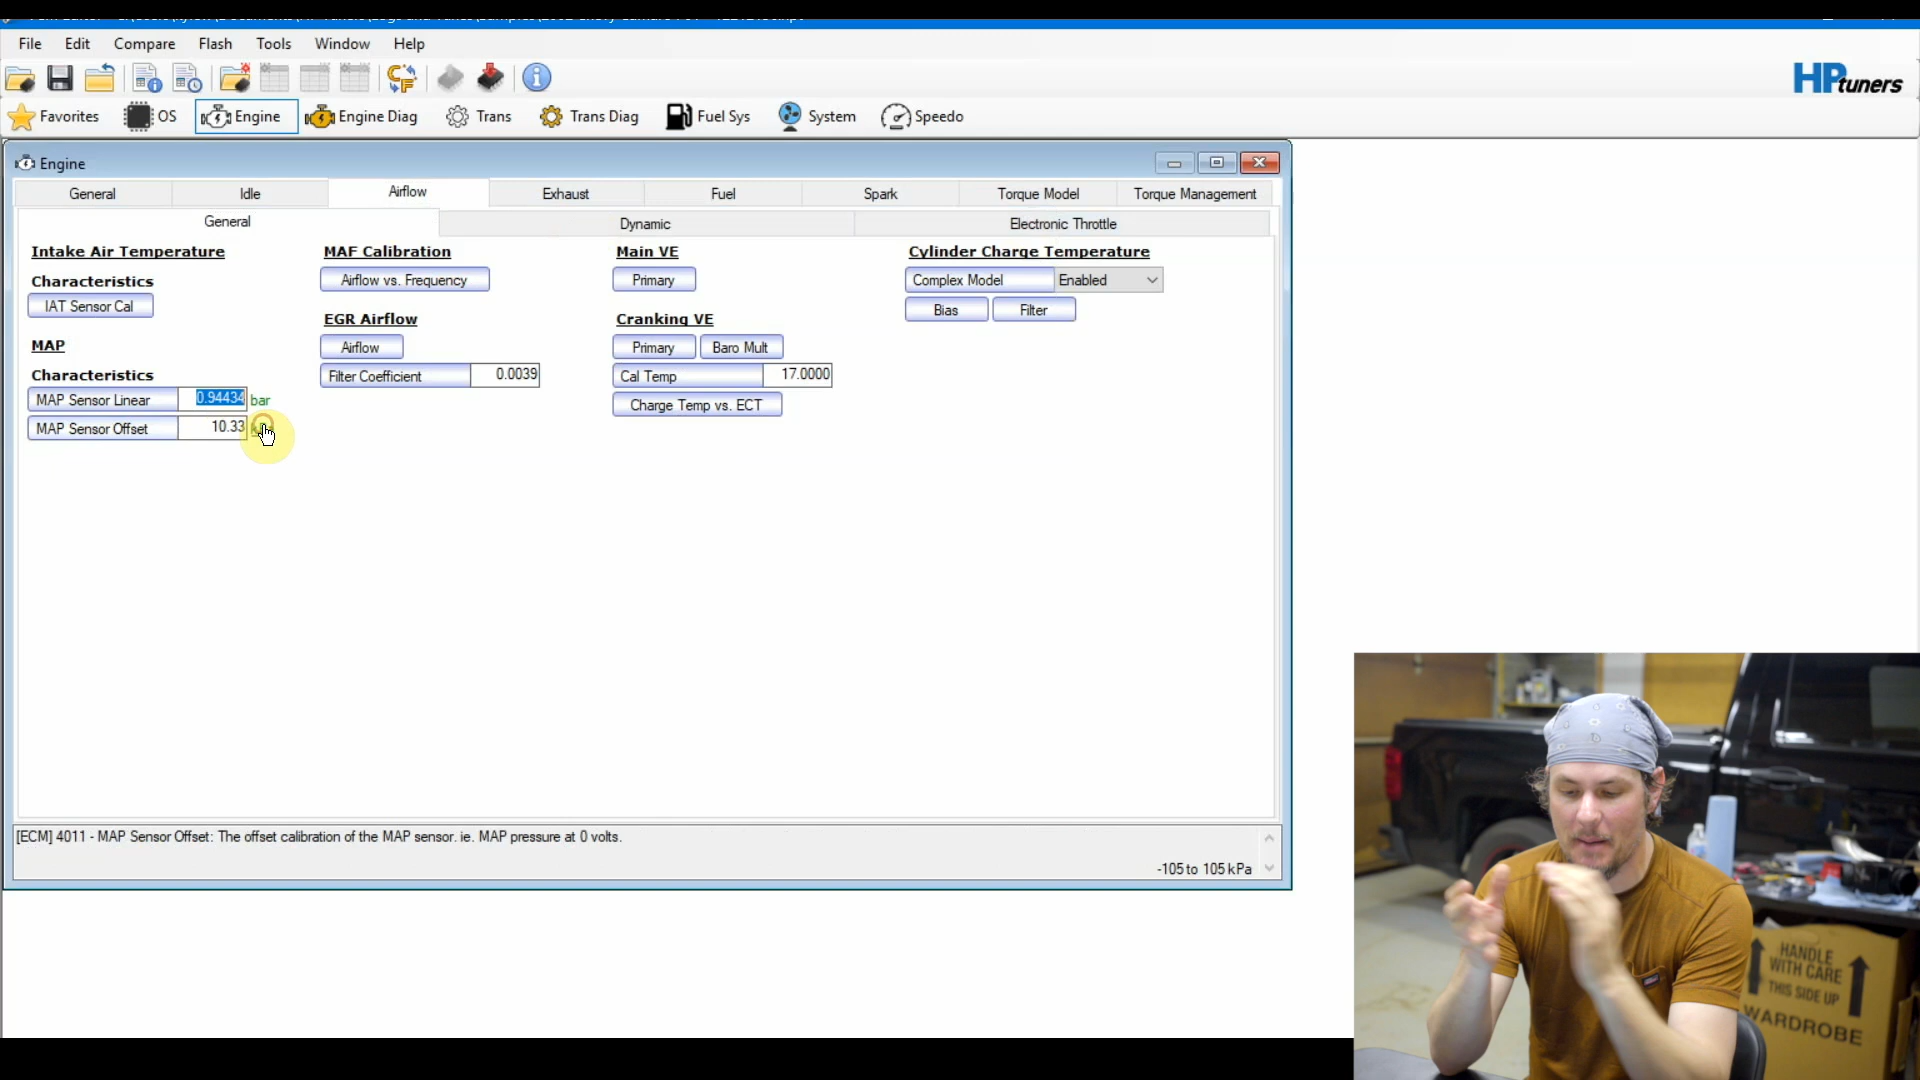 File Edit Compare Flash Tools Window Help
HPtuners
Favorites OS Engine Engine Diag Trans Trans Diag Fuel Sys System Speedo
Engine
General Idle Airflow Exhaust Fuel Spark Torque Model Torque Management
General Dynamic Electronic Throttle
Intake Air Temperature
Characteristics
IAT Sensor Cal
MAP
Characteristics
MAP Sensor Linear 0.94434 bar
MAP Sensor Offset 10.33
MAF Calibration
Airflow vs. Frequency
EGR Airflow
Airflow
Filter Coefficient 0.0039
Main VE
Primary
Cranking VE
Primary Baro Mult
Cal Temp 17.0000
Charge Temp vs. ECT
Cylinder Charge Temperature
Complex Model Enabled
Bias Filter
[ECM] 4011 - MAP Sensor Offset: The offset calibration of the MAP sensor. ie. MAP pressure at 0 volts.
-105 to 105 kPa
HANDLE
WITH CARE
THIS SIDE UP
WARDROBE